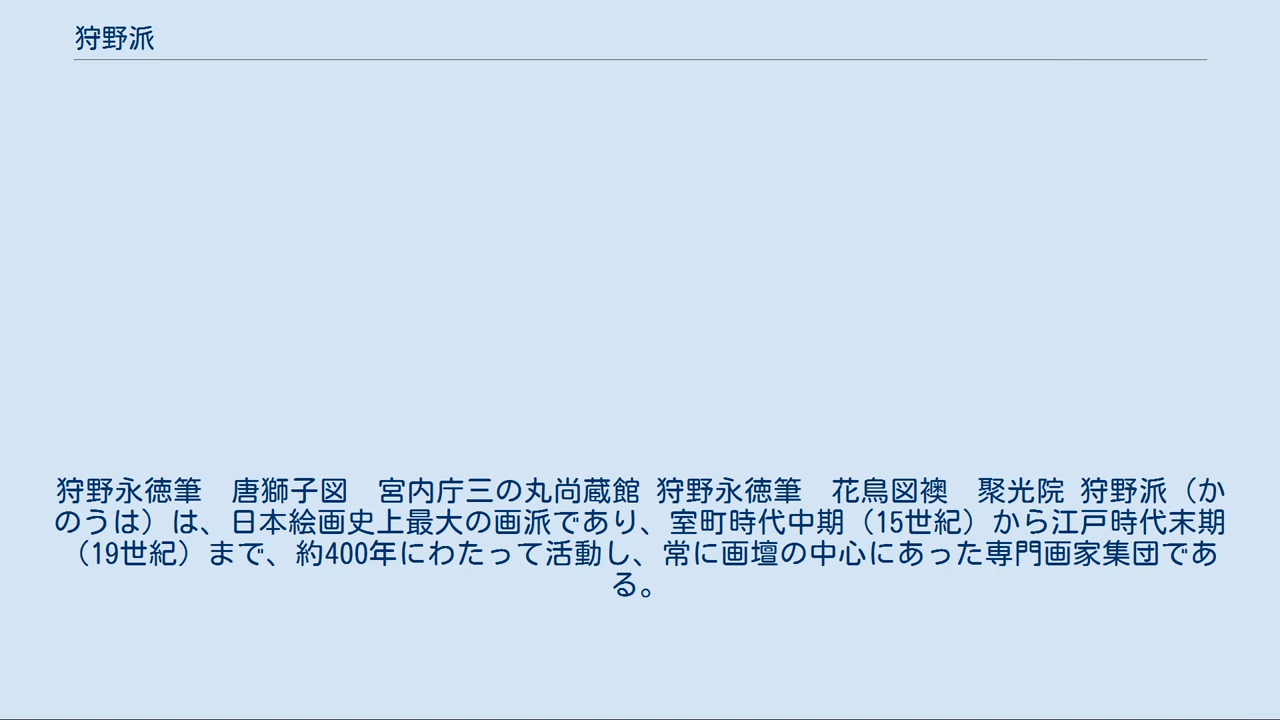 狩野派
狩野永徳筆　唐獅子図　宮内庁三の丸尚蔵館 狩野永徳筆　花鳥図襖　聚光院 狩野派（か
のうは）は、日本絵画史上最大の画派であり、室町時代中期（15世紀）から江戸時代末期
（19世紀）まで、約400年にわたって活動し、常に画壇の中心にあった専門画家集団であ
る。